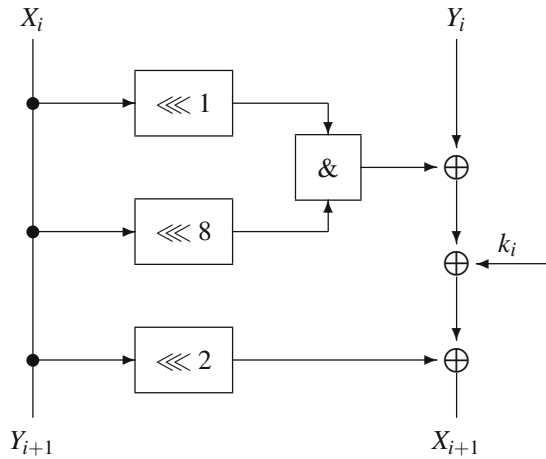 X_i Y_i
⋘ 1
&
⋘ 8
k_i
⋘ 2
Y_{i+1} X_{i+1}